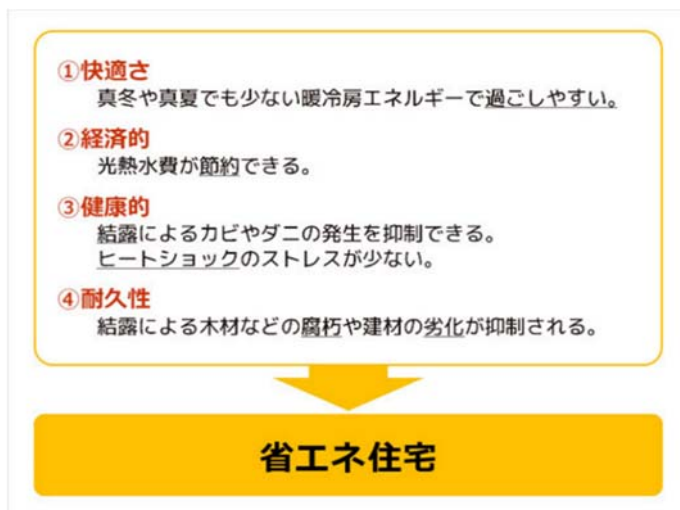 ①快適さ
真冬や真夏でも少ない暖冷房エネルギーで過ごしやすい。
②経済的
光熱水費が節約できる。
③健康的
結露によるカビやダニの発生を抑制できる。
ヒートショックのストレスが少ない。
④耐久性
結露による木材などの腐朽や建材の劣化が抑制される。
省エネ住宅